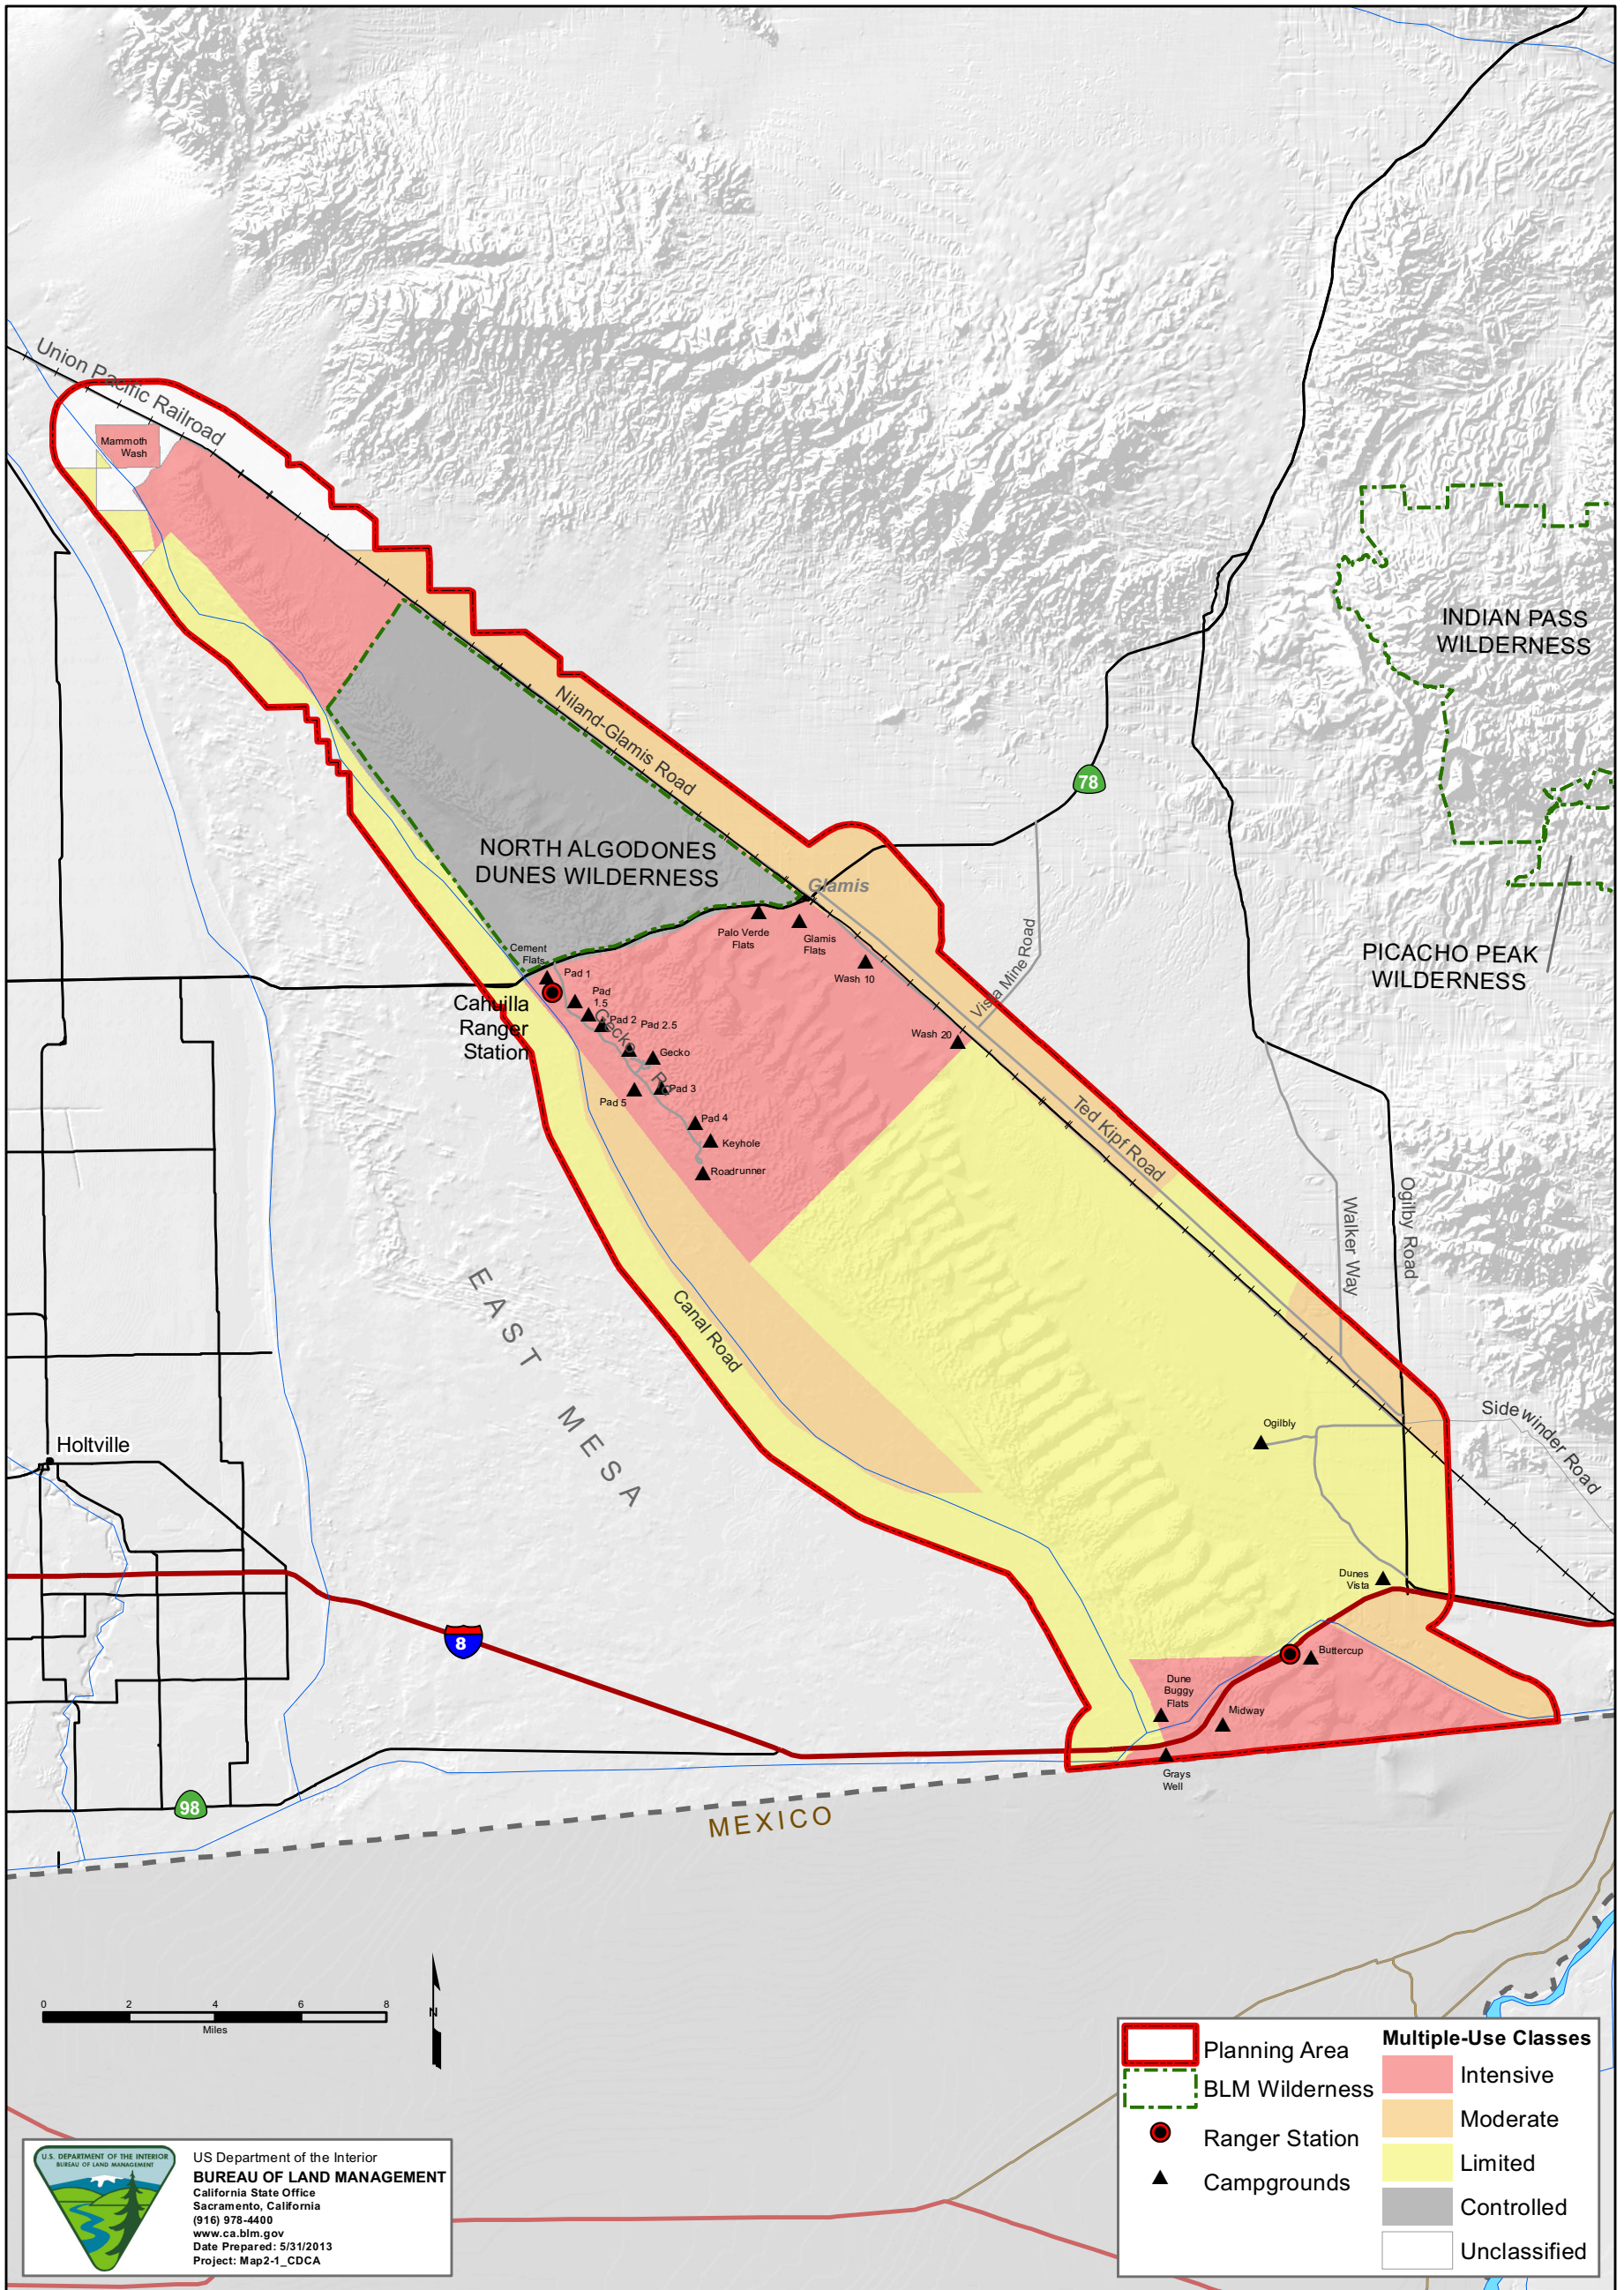 Union Pacific Railroad
Mammoth
Wash
INDIAN PASS
WILDERNESS
Niland-Glamis Road
78
NORTH ALGODONES
DUNES WILDERNESS
Glamis
Palo Verde
Flats
Glamis
Flats
Cement
Flats
PICACHO PEAK
WILDERNESS
Wash 10
Vista Mine Road
Pad 1
Cahuilla
Ranger
Station
Pad
1.5
Pad 2
Pad 2.5
Wash 20
Gecko Rd
Gecko
Pad 3
Pad 5
Pad 4
Keyhole
Roadrunner
Ted Kipf Road
Walker Way
Ogilby Road
EAST MESA
Canal Road
Holtville
Ogilbly
Sidewinder Road
Dunes
Vista
8
Buttercup
Dune
Buggy
Flats
Midway
Grays
Well
98
MEXICO
0 2 4 6 8
Miles
N
Planning Area
BLM Wilderness
Ranger Station
Campgrounds
Multiple-Use Classes
Intensive
Moderate
Limited
Controlled
Unclassified
U.S. DEPARTMENT OF THE INTERIOR
BUREAU OF LAND MANAGEMENT
US Department of the Interior
BUREAU OF LAND MANAGEMENT
California State Office
Sacramento, California
(916) 978-4400
www.ca.blm.gov
Date Prepared: 5/31/2013
Project: Map2-1_CDCA